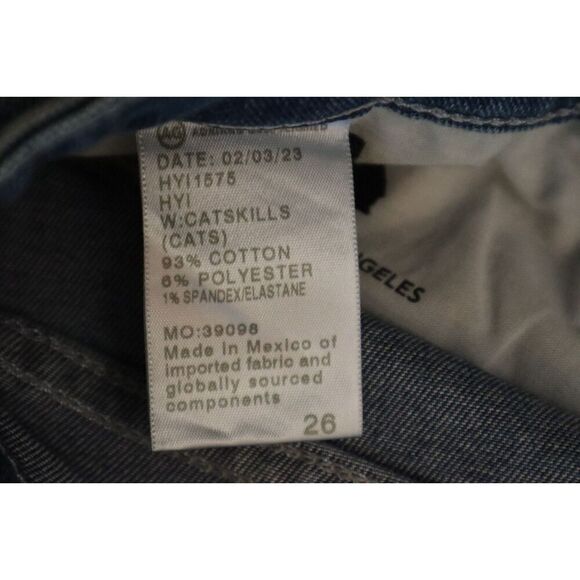 AG
DATE: 02/03/23
HYI1575
HYI
W:CATSKILLS
(CATS)
93% COTTON
6% POLYESTER
1% SPANDEX/ELASTANE
MO:39098
Made in Mexico of
imported fabric and
globally sourced
components
26
GELES